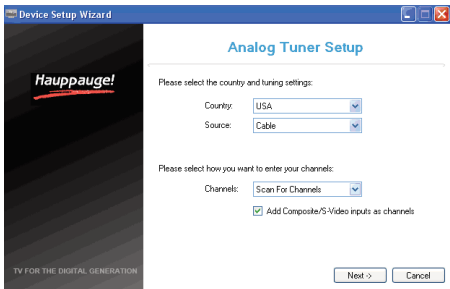 Device Setup Wizard
Analog Tuner Setup
Hauppauge!
Please select the country and tuning settings:
Country: USA
Source: Cable
Please select how you want to enter your channels:
Channels: Scan For Channels
Add Composite/S-Video inputs as channels
TV FOR THE DIGITAL GENERATION
Next ->
Cancel